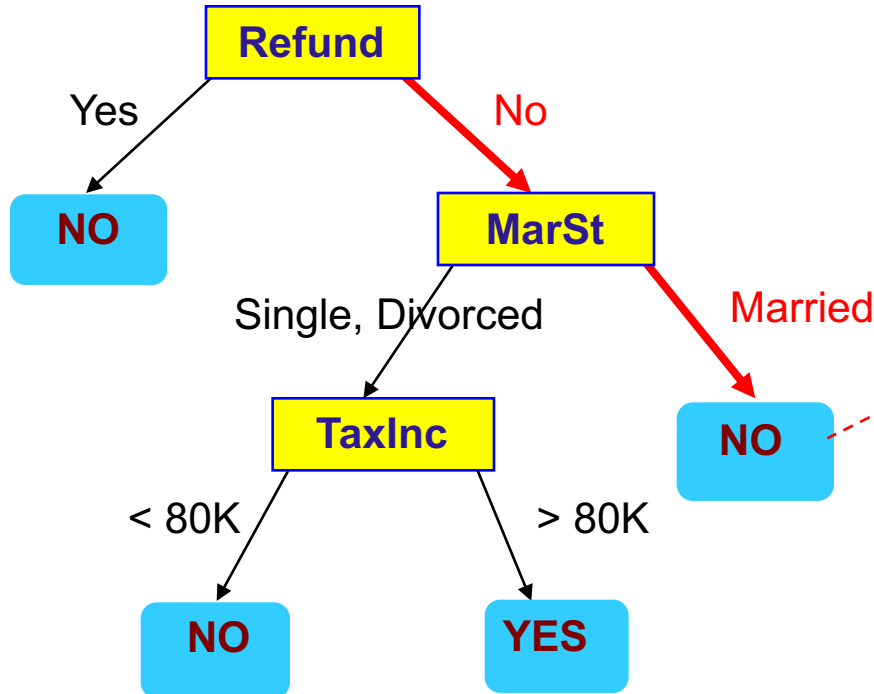 Refund
Yes
No
NO
MarSt
Single, Divorced
Married
TaxInc
NO
< 80K
> 80K
NO
YES